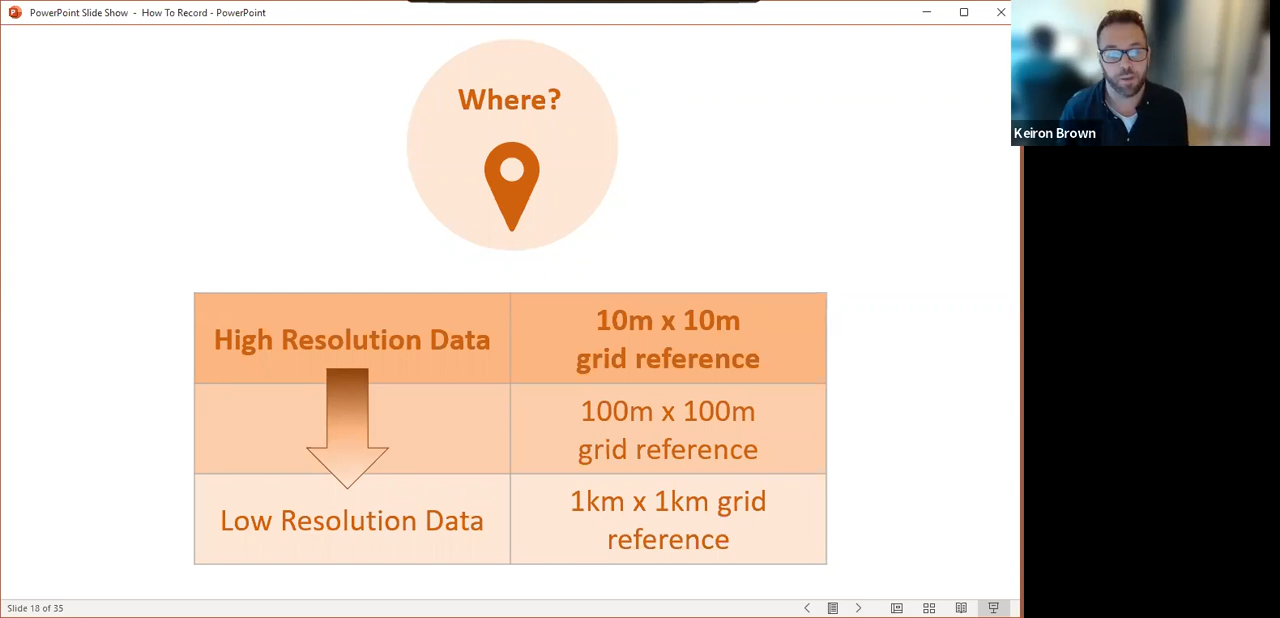 PowerPoint Slide Show - How To Record - PowerPoint
Where?
High Resolution Data
10m x 10m
grid reference
100m x 100m
grid reference
Low Resolution Data
1km x 1km grid
reference
Slide 18 of 35
Keiron Brown